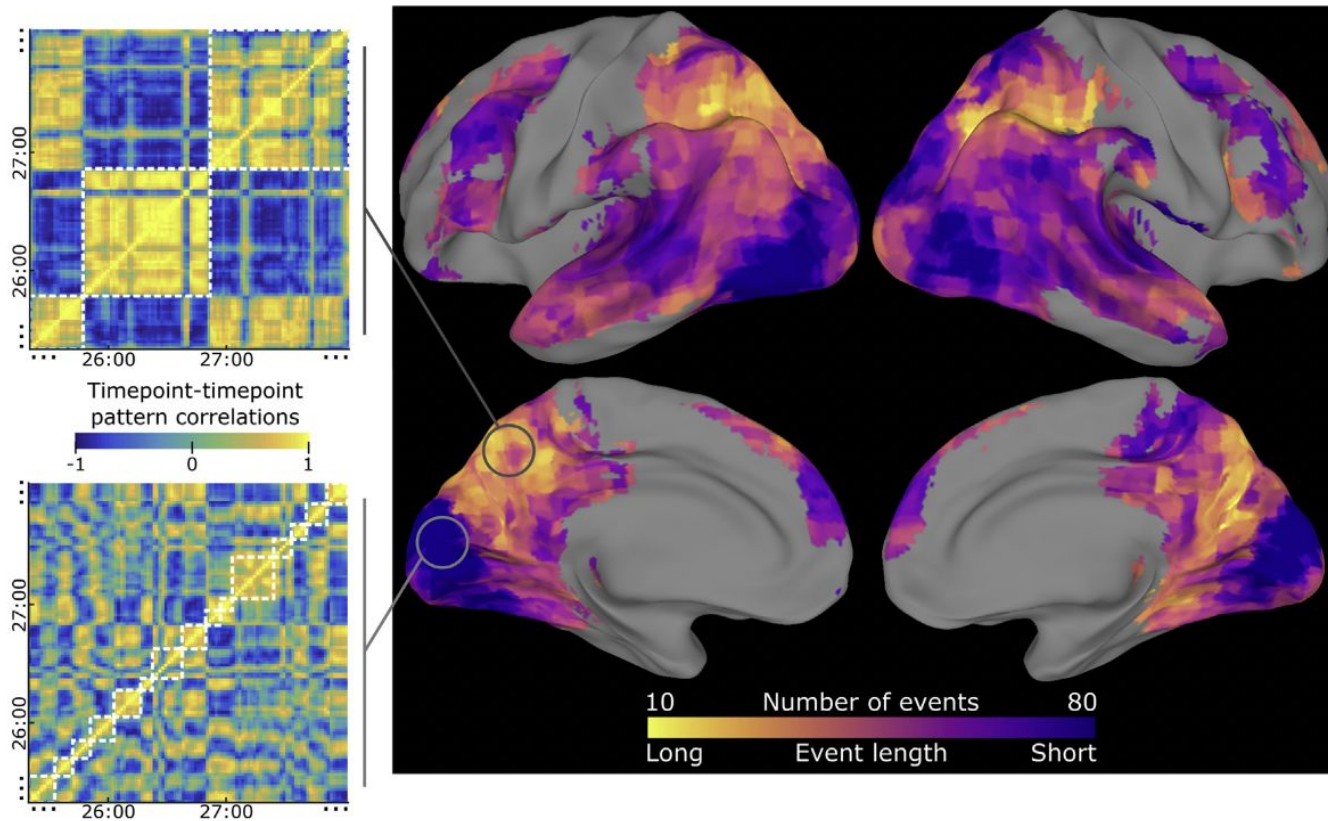 27:00
26:00
26:00
27:00
Timepoint-timepoint
pattern correlations
-1
0
1
27:00
26:00
26:00
27:00
10 Number of events 80
Long Event length Short